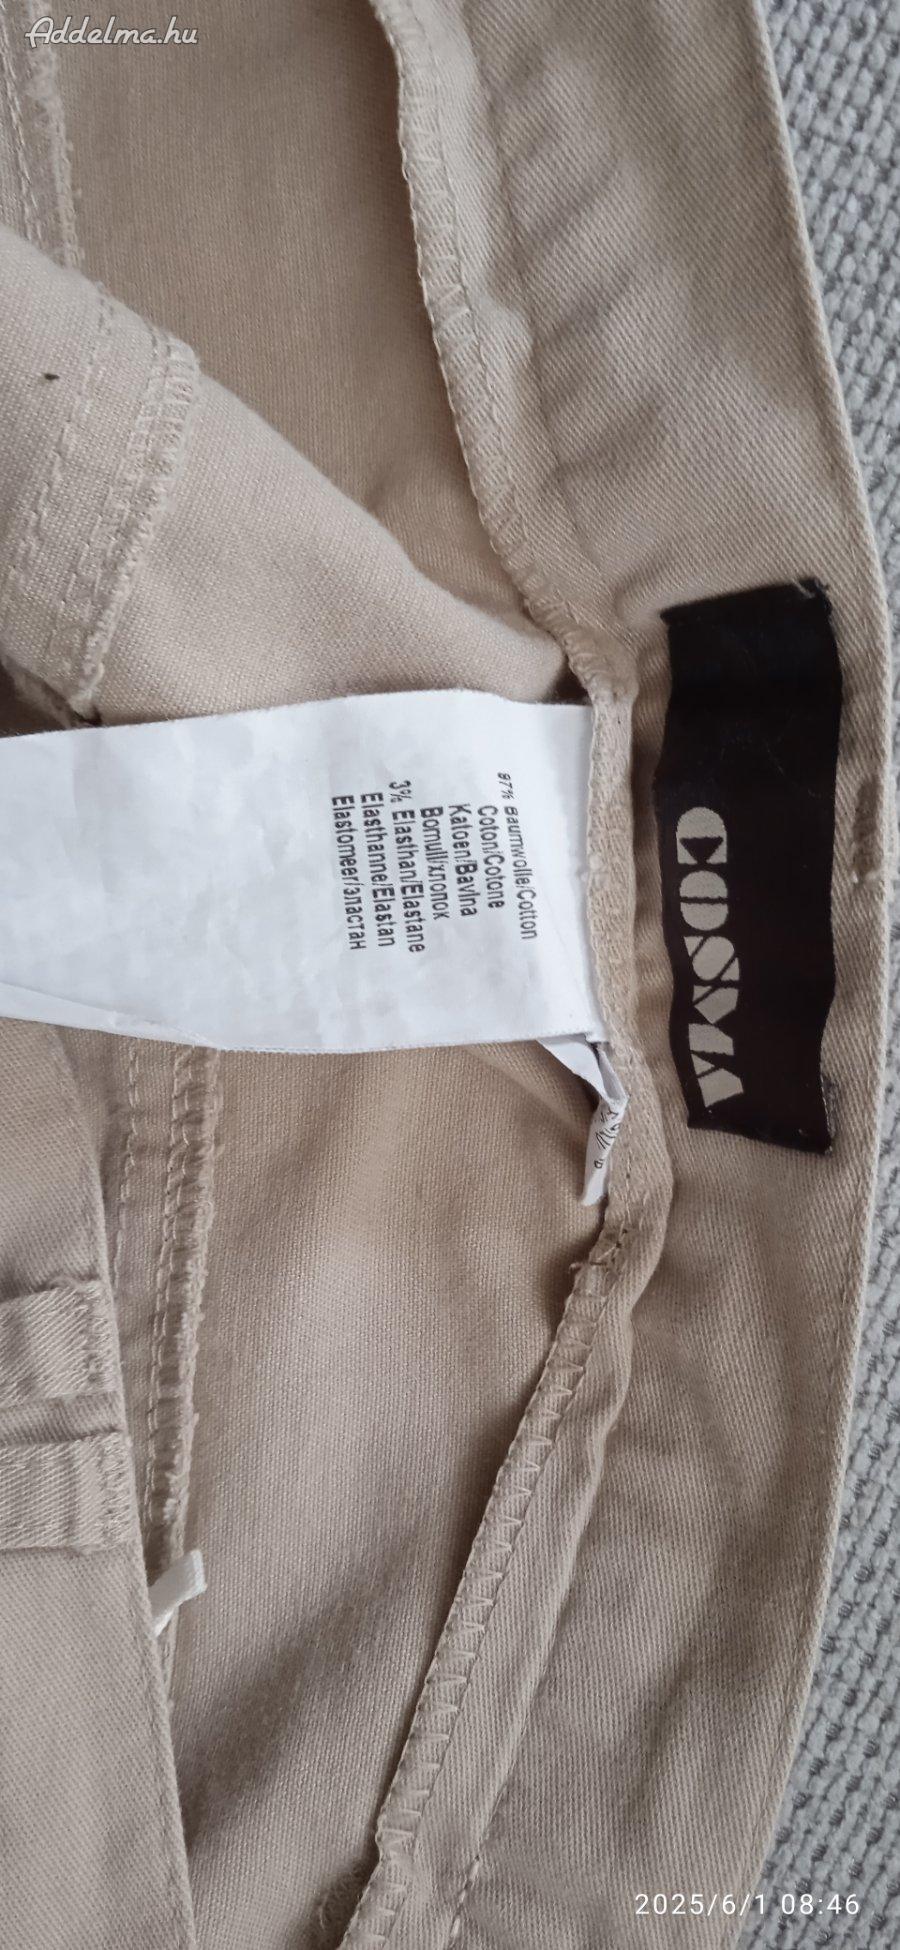 Addelma.hu
97% Baumwolle/Cotton
Coton/Cotone
Katoen/Bavlna
Bomull/хлопок
3% Elasthan/Elastane
Elasthanne/Elastan
Elastomeer/эластан
COSMA
2025/6/1 08:46